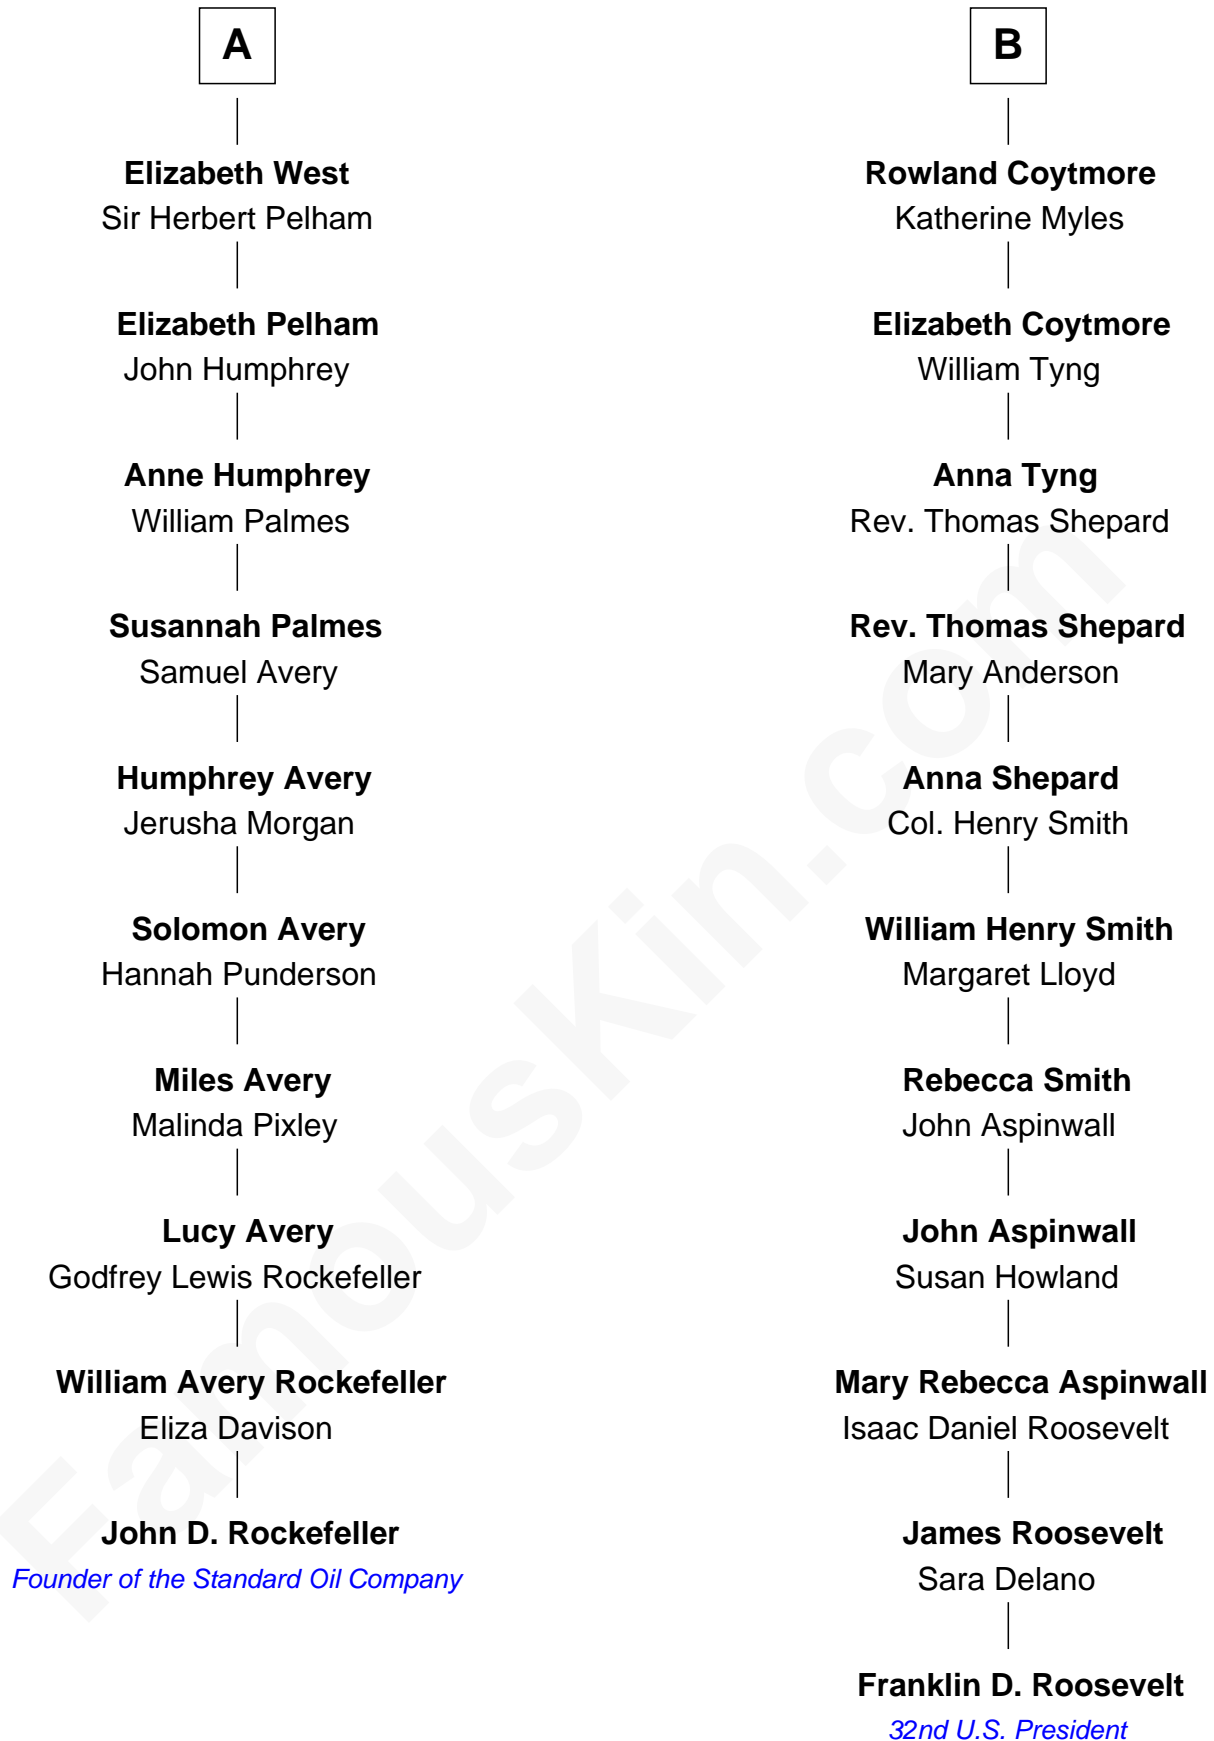 A
Elizabeth West
Sir Herbert Pelham
Elizabeth Pelham
John Humphrey
Anne Humphrey
William Palmes
Susannah Palmes
Samuel Avery
Humphrey Avery
Jerusha Morgan
Solomon Avery
Hannah Punderson
Miles Avery
Malinda Pixley
Lucy Avery
Godfrey Lewis Rockefeller
William Avery Rockefeller
Eliza Davison
John D. Rockefeller
Founder of the Standard Oil Company
B
Rowland Coytmore
Katherine Myles
Elizabeth Coytmore
William Tyng
Anna Tyng
Rev. Thomas Shepard
Rev. Thomas Shepard
Mary Anderson
Anna Shepard
Col. Henry Smith
William Henry Smith
Margaret Lloyd
Rebecca Smith
John Aspinwall
John Aspinwall
Susan Howland
Mary Rebecca Aspinwall
Isaac Daniel Roosevelt
James Roosevelt
Sara Delano
Franklin D. Roosevelt
32nd U.S. President
FamousKin.com